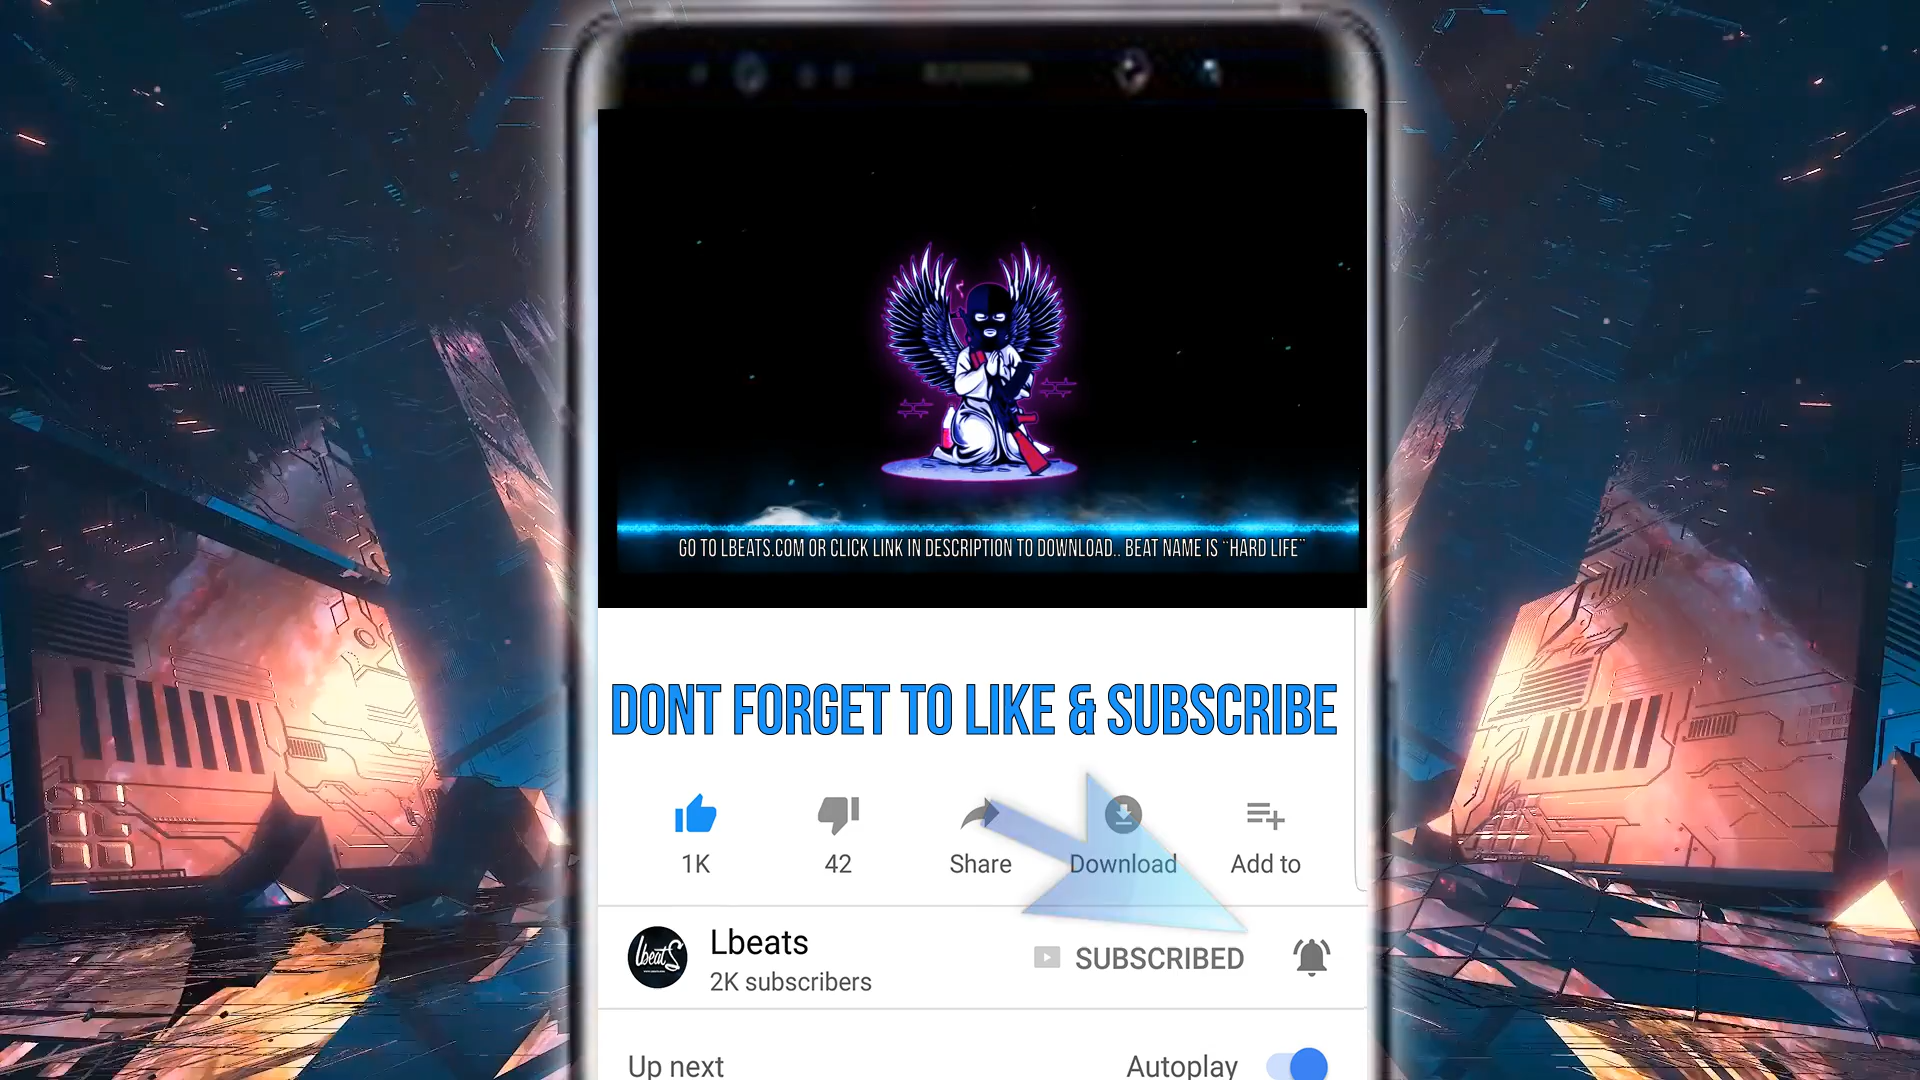 GO TO LBEATS.COM OR CLICK LINK IN DESCRIPTION TO DOWNLOAD.. BEAT NAME IS “HARD LIFE”
DONT FORGET TO LIKE & SUBSCRIBE
1K 42 Share Download Add to
lbeatS
Lbeats
2K subscribers
SUBSCRIBED
Up next Autoplay